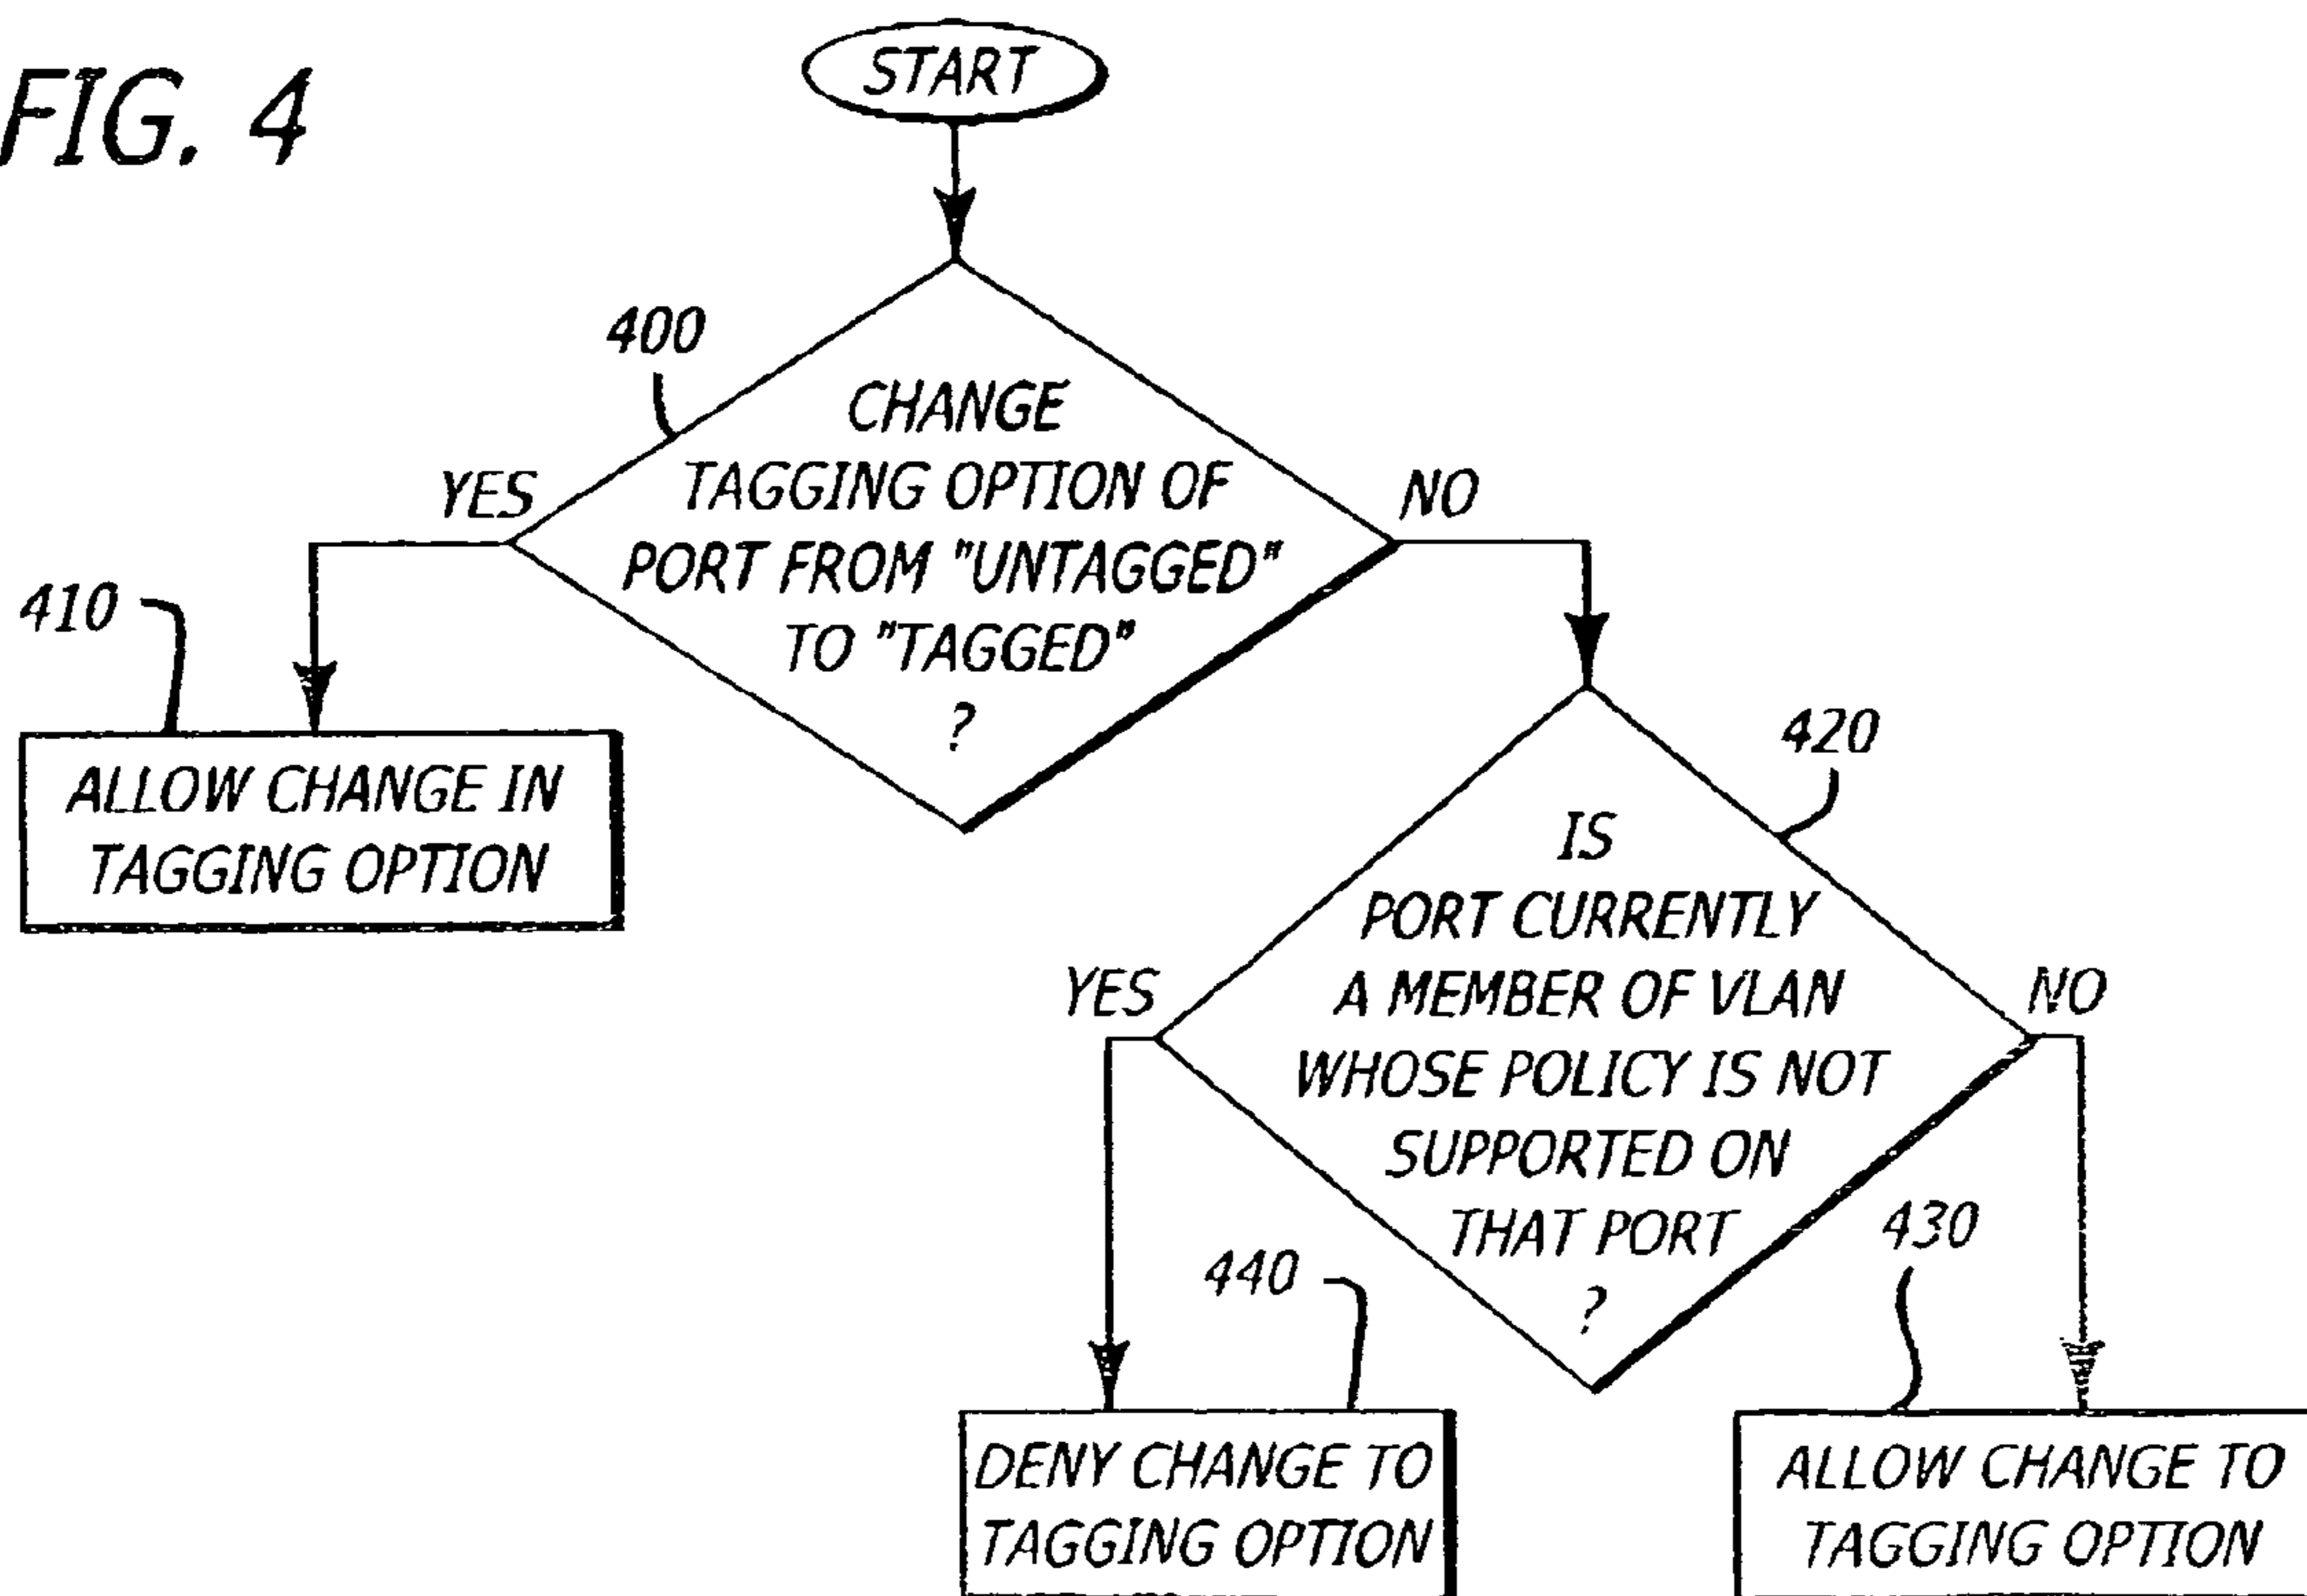 FIG. 4
START
400
CHANGE
TAGGING OPTION OF
PORT FROM "UNTAGGED"
TO "TAGGED"
?
YES
NO
410
ALLOW CHANGE IN
TAGGING OPTION
420
IS
PORT CURRENTLY
A MEMBER OF VLAN
WHOSE POLICY IS NOT
SUPPORTED ON
THAT PORT
?
YES
NO
440
430
DENY CHANGE TO
TAGGING OPTION
ALLOW CHANGE TO
TAGGING OPTION